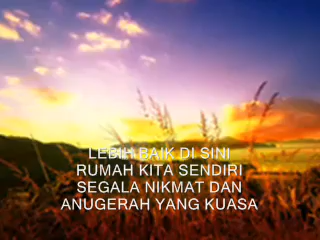 LEBIH BAIK DI SINI
RUMAH KITA SENDIRI
SEGALA NIKMAT DAN
ANUGERAH YANG KUASA